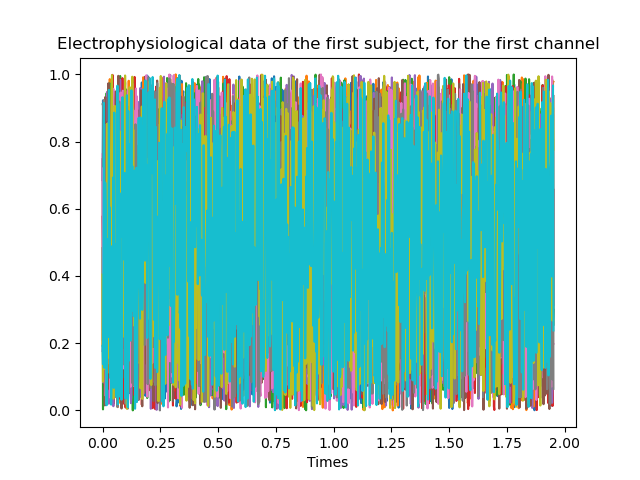 Electrophysiological data of the first subject, for the first channel
1.0
0.8
0.6
0.4
0.2
0.0
0.00 0.25 0.50 0.75 1.00 1.25 1.50 1.75 2.00
Times